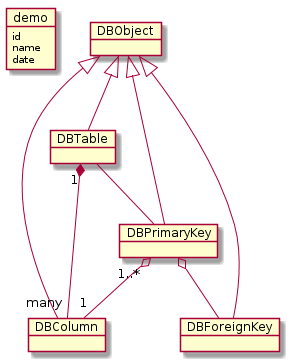 demo
id
name
date
DBObject
DBTable
1
DBPrimaryKey
1..*
many
1
DBColumn
DBForeignKey